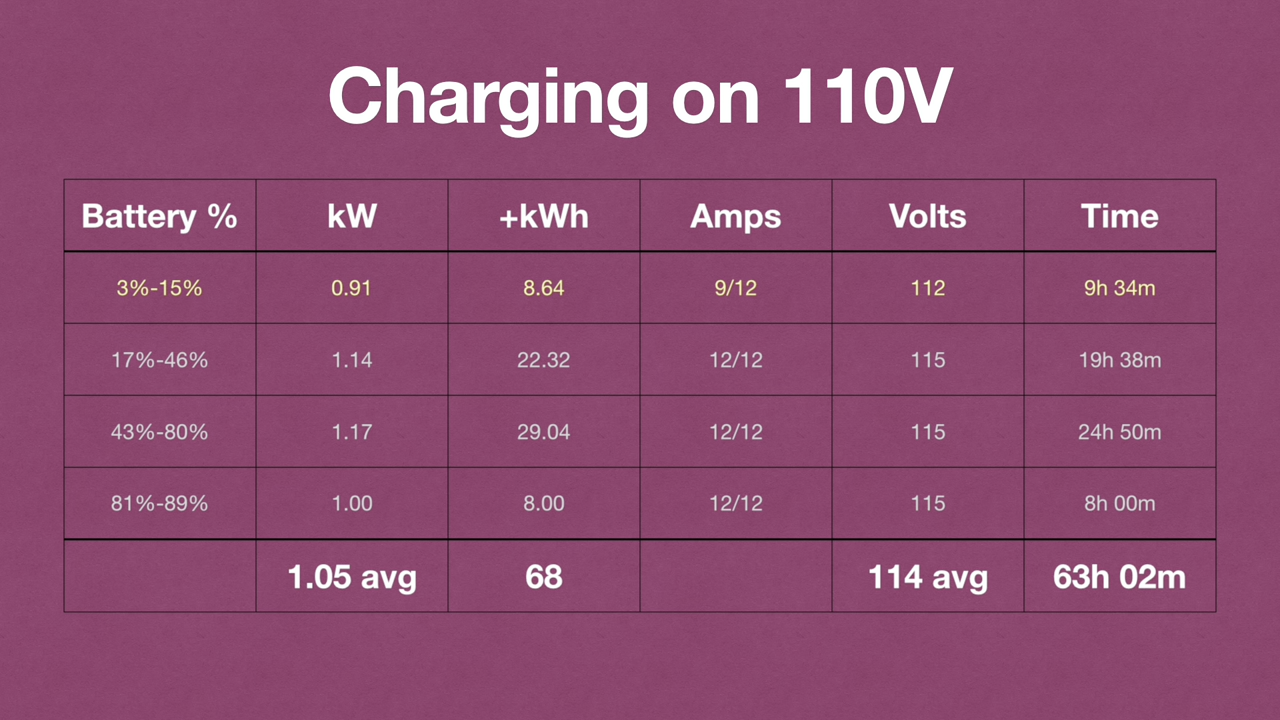 Charging on 110V
Battery % kW +kWh Amps Volts Time
3%-15% 0.91 8.64 9/12 112 9h 34m
17%-46% 1.14 22.32 12/12 115 19h 38m
43%-80% 1.17 29.04 12/12 115 24h 50m
81%-89% 1.00 8.00 12/12 115 8h 00m
1.05 avg 68 114 avg 63h 02m